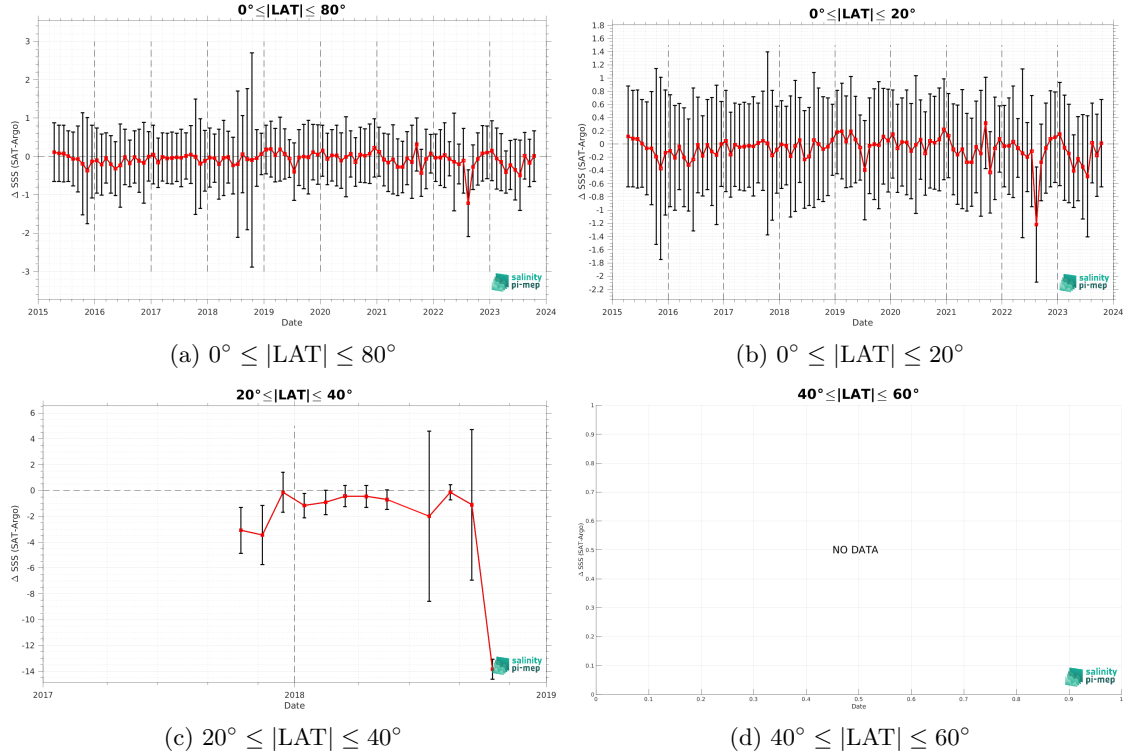 0°≤|LAT|≤ 80°
3
2
1
0
-1
-2
-3
Δ SSS (SAT-Argo)
2015 2016 2017 2018 2019 2020 2021 2022 2023 2024
Date
salinity
pi-mep
(a) 0° ≤ |LAT| ≤ 80°
0°≤|LAT|≤ 20°
1.8
1.6
1.4
1.2
1
0.8
0.6
0.4
0.2
0
-0.2
-0.4
-0.6
-0.8
-1
-1.2
-1.4
-1.6
-1.8
-2
-2.2
Δ SSS (SAT-Argo)
2015 2016 2017 2018 2019 2020 2021 2022 2023 2024
Date
salinity
pi-mep
(b) 0° ≤ |LAT| ≤ 20°
20°≤|LAT|≤ 40°
6
4
2
0
-2
-4
-6
-8
-10
-12
-14
Δ SSS (SAT-Argo)
2017 2018 2019
Date
salinity
pi-mep
(c) 20° ≤ |LAT| ≤ 40°
40°≤|LAT|≤ 60°
1
0.9
0.8
0.7
0.6
0.5
0.4
0.3
0.2
0.1
0
Δ SSS (SAT-Argo)
NO DATA
0 0.1 0.2 0.3 0.4 0.5 0.6 0.7 0.8 0.9 1
Date
salinity
pi-mep
(d) 40° ≤ |LAT| ≤ 60°